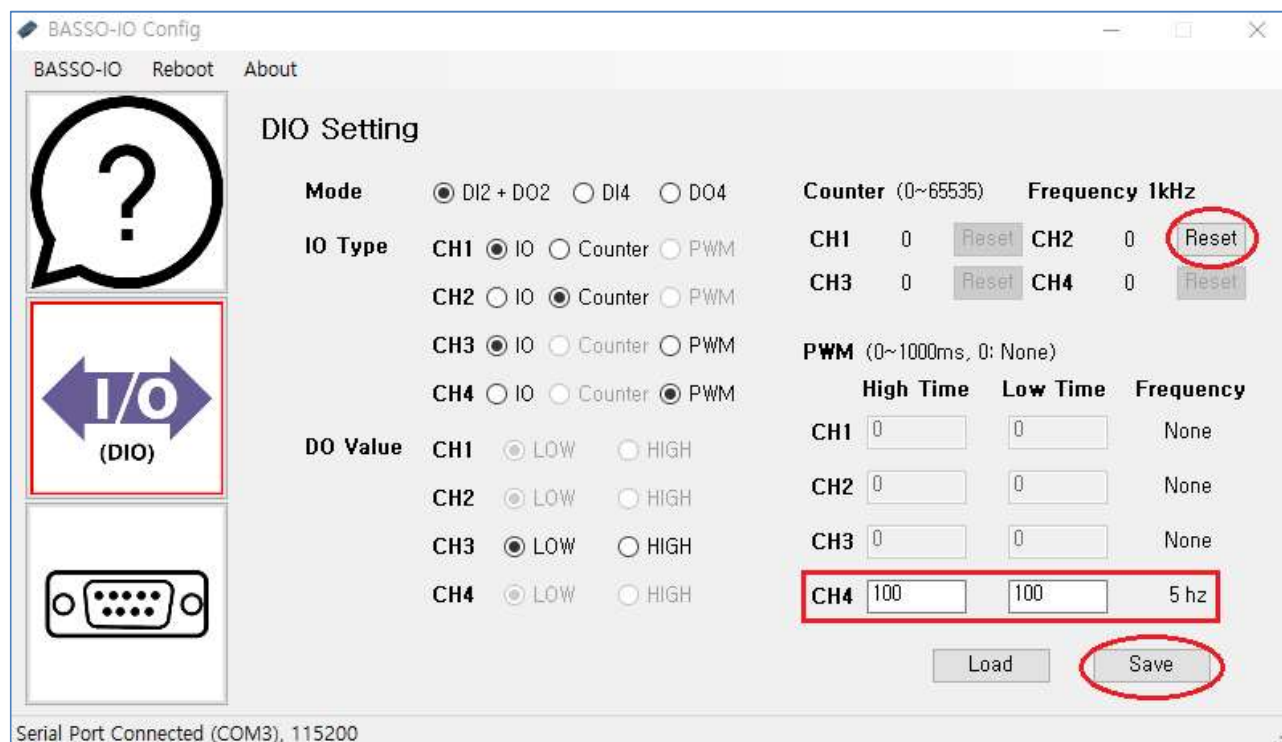 BASSO-IO Config
BASSO-IO Reboot About
DIO Setting
Mode DI2 + DO2 DI4 DO4
IO Type CH1 IO Counter PWM
CH2 IO Counter PWM
CH3 IO Counter PWM
CH4 IO Counter PWM
DO Value CH1 LOW HIGH
CH2 LOW HIGH
CH3 LOW HIGH
CH4 LOW HIGH
Counter (0~65535) Frequency 1kHz
CH1 0 Reset CH2 0 Reset
CH3 0 Reset CH4 0 Reset
PWM (0~1000ms, 0: None)
High Time Low Time Frequency
CH1 0 0 None
CH2 0 0 None
CH3 0 0 None
CH4 100 100 5 hz
Load Save
?
I/O
(DIO)
Serial Port Connected (COM3), 115200